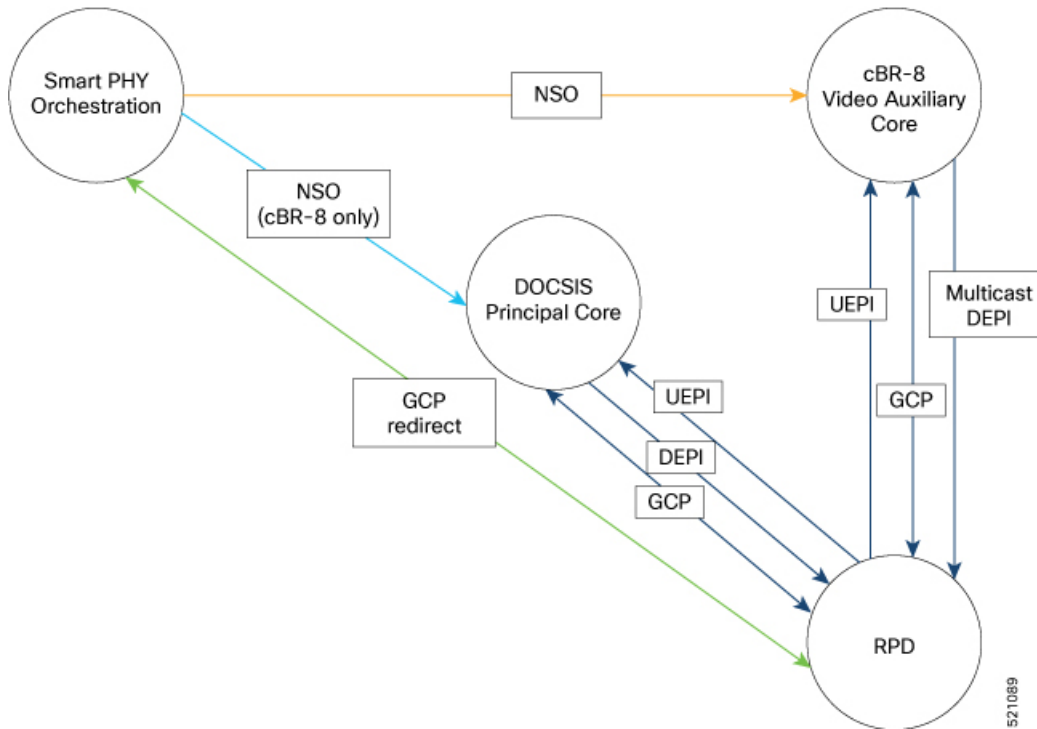 Smart PHY
Orchestration
NSO
cBR-8
Video Auxiliary
Core
NSO
(cBR-8 only)
DOCSIS
Principal Core
UEPI
Multicast
DEPI
GCP
redirect
UEPI
GCP
DEPI
GCP
RPD
521089